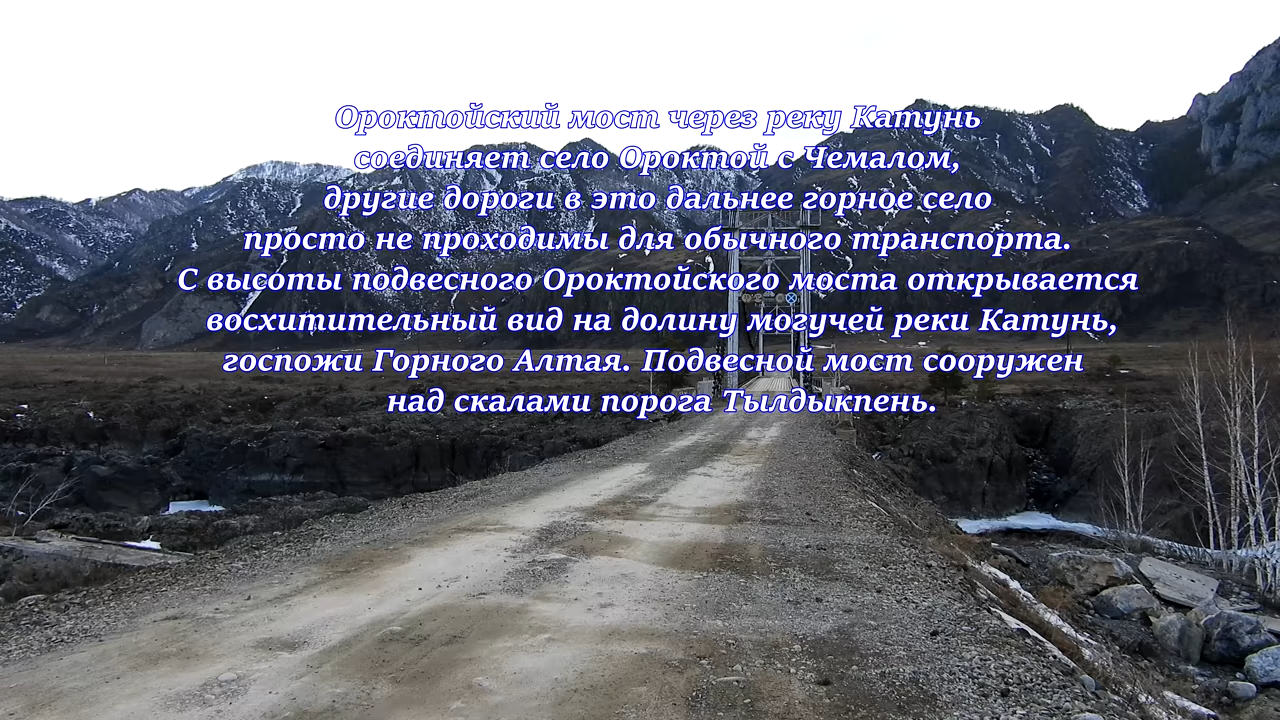 Ороктойский мост через реку Катунь
соединяет село Ороктой с Чемалом,
другие дороги в это дальнее горное село
просто не проходимы для обычного транспорта.
С высоты подвесного Ороктойского моста открывается
восхитительный вид на долину могучей реки Катунь,
госпожи Горного Алтая. Подвесной мост сооружен
над скалами порога Тылдыкпень.